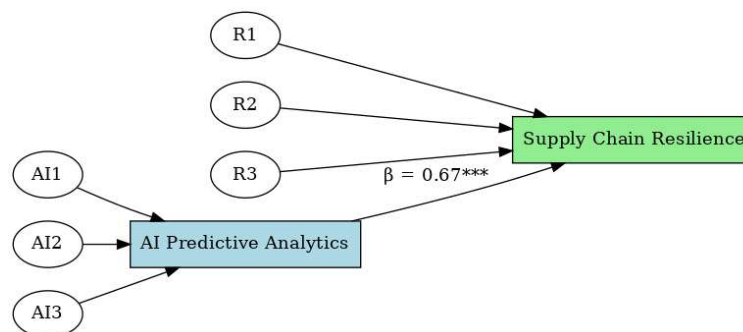 R1
R2
Supply Chain Resilience
R3
β = 0.67***
AI1
AI2
AI Predictive Analytics
AI3